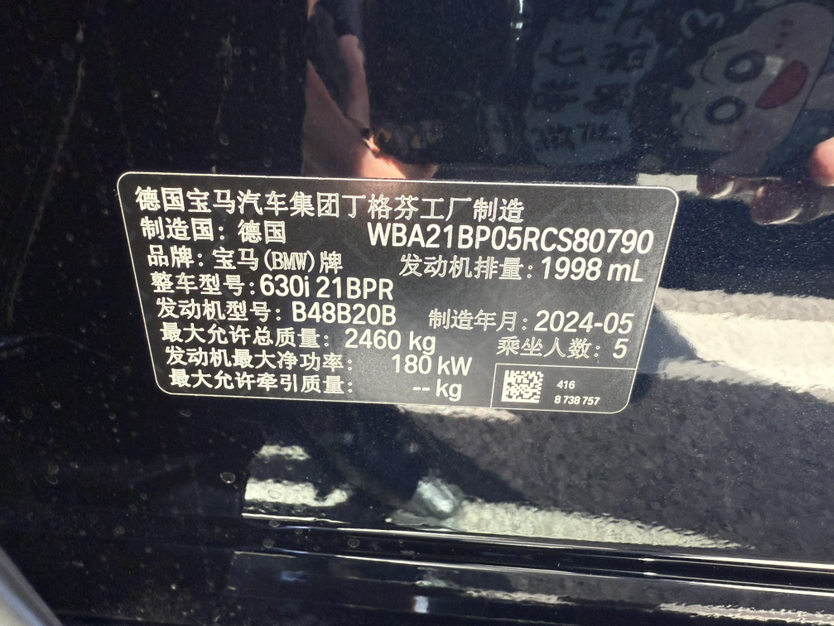 德国宝马汽车集团丁格芬工厂制造
制造国：德国 WBA21BP05RCS80790
品牌：宝马(BMW)牌 发动机排量：1998 mL
整车型号：630i 21BPR
发动机型号：B48B20B 制造年月：2024-05
最大允许总质量：2460 kg 乘坐人数：5
发动机最大净功率：180 kW
最大允许牵引质量：-- kg
416
8 738 757